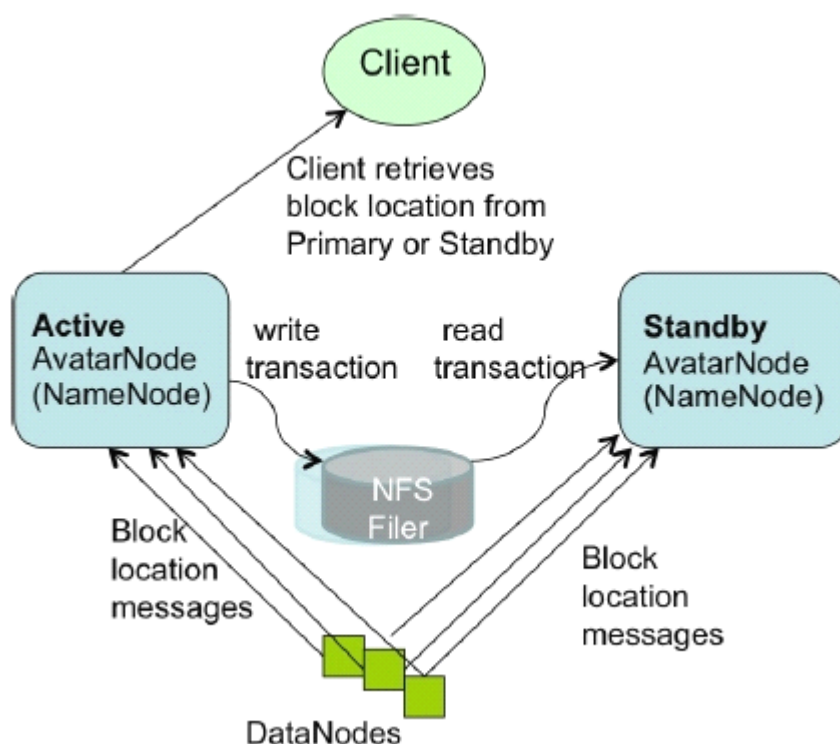 Client
Client retrieves
block location from
Primary or Standby
Active
AvatarNode
(NameNode)
write
transaction
read
transaction
Standby
AvatarNode
(NameNode)
NFS
Filer
Block
location
messages
Block
location
messages
DataNodes